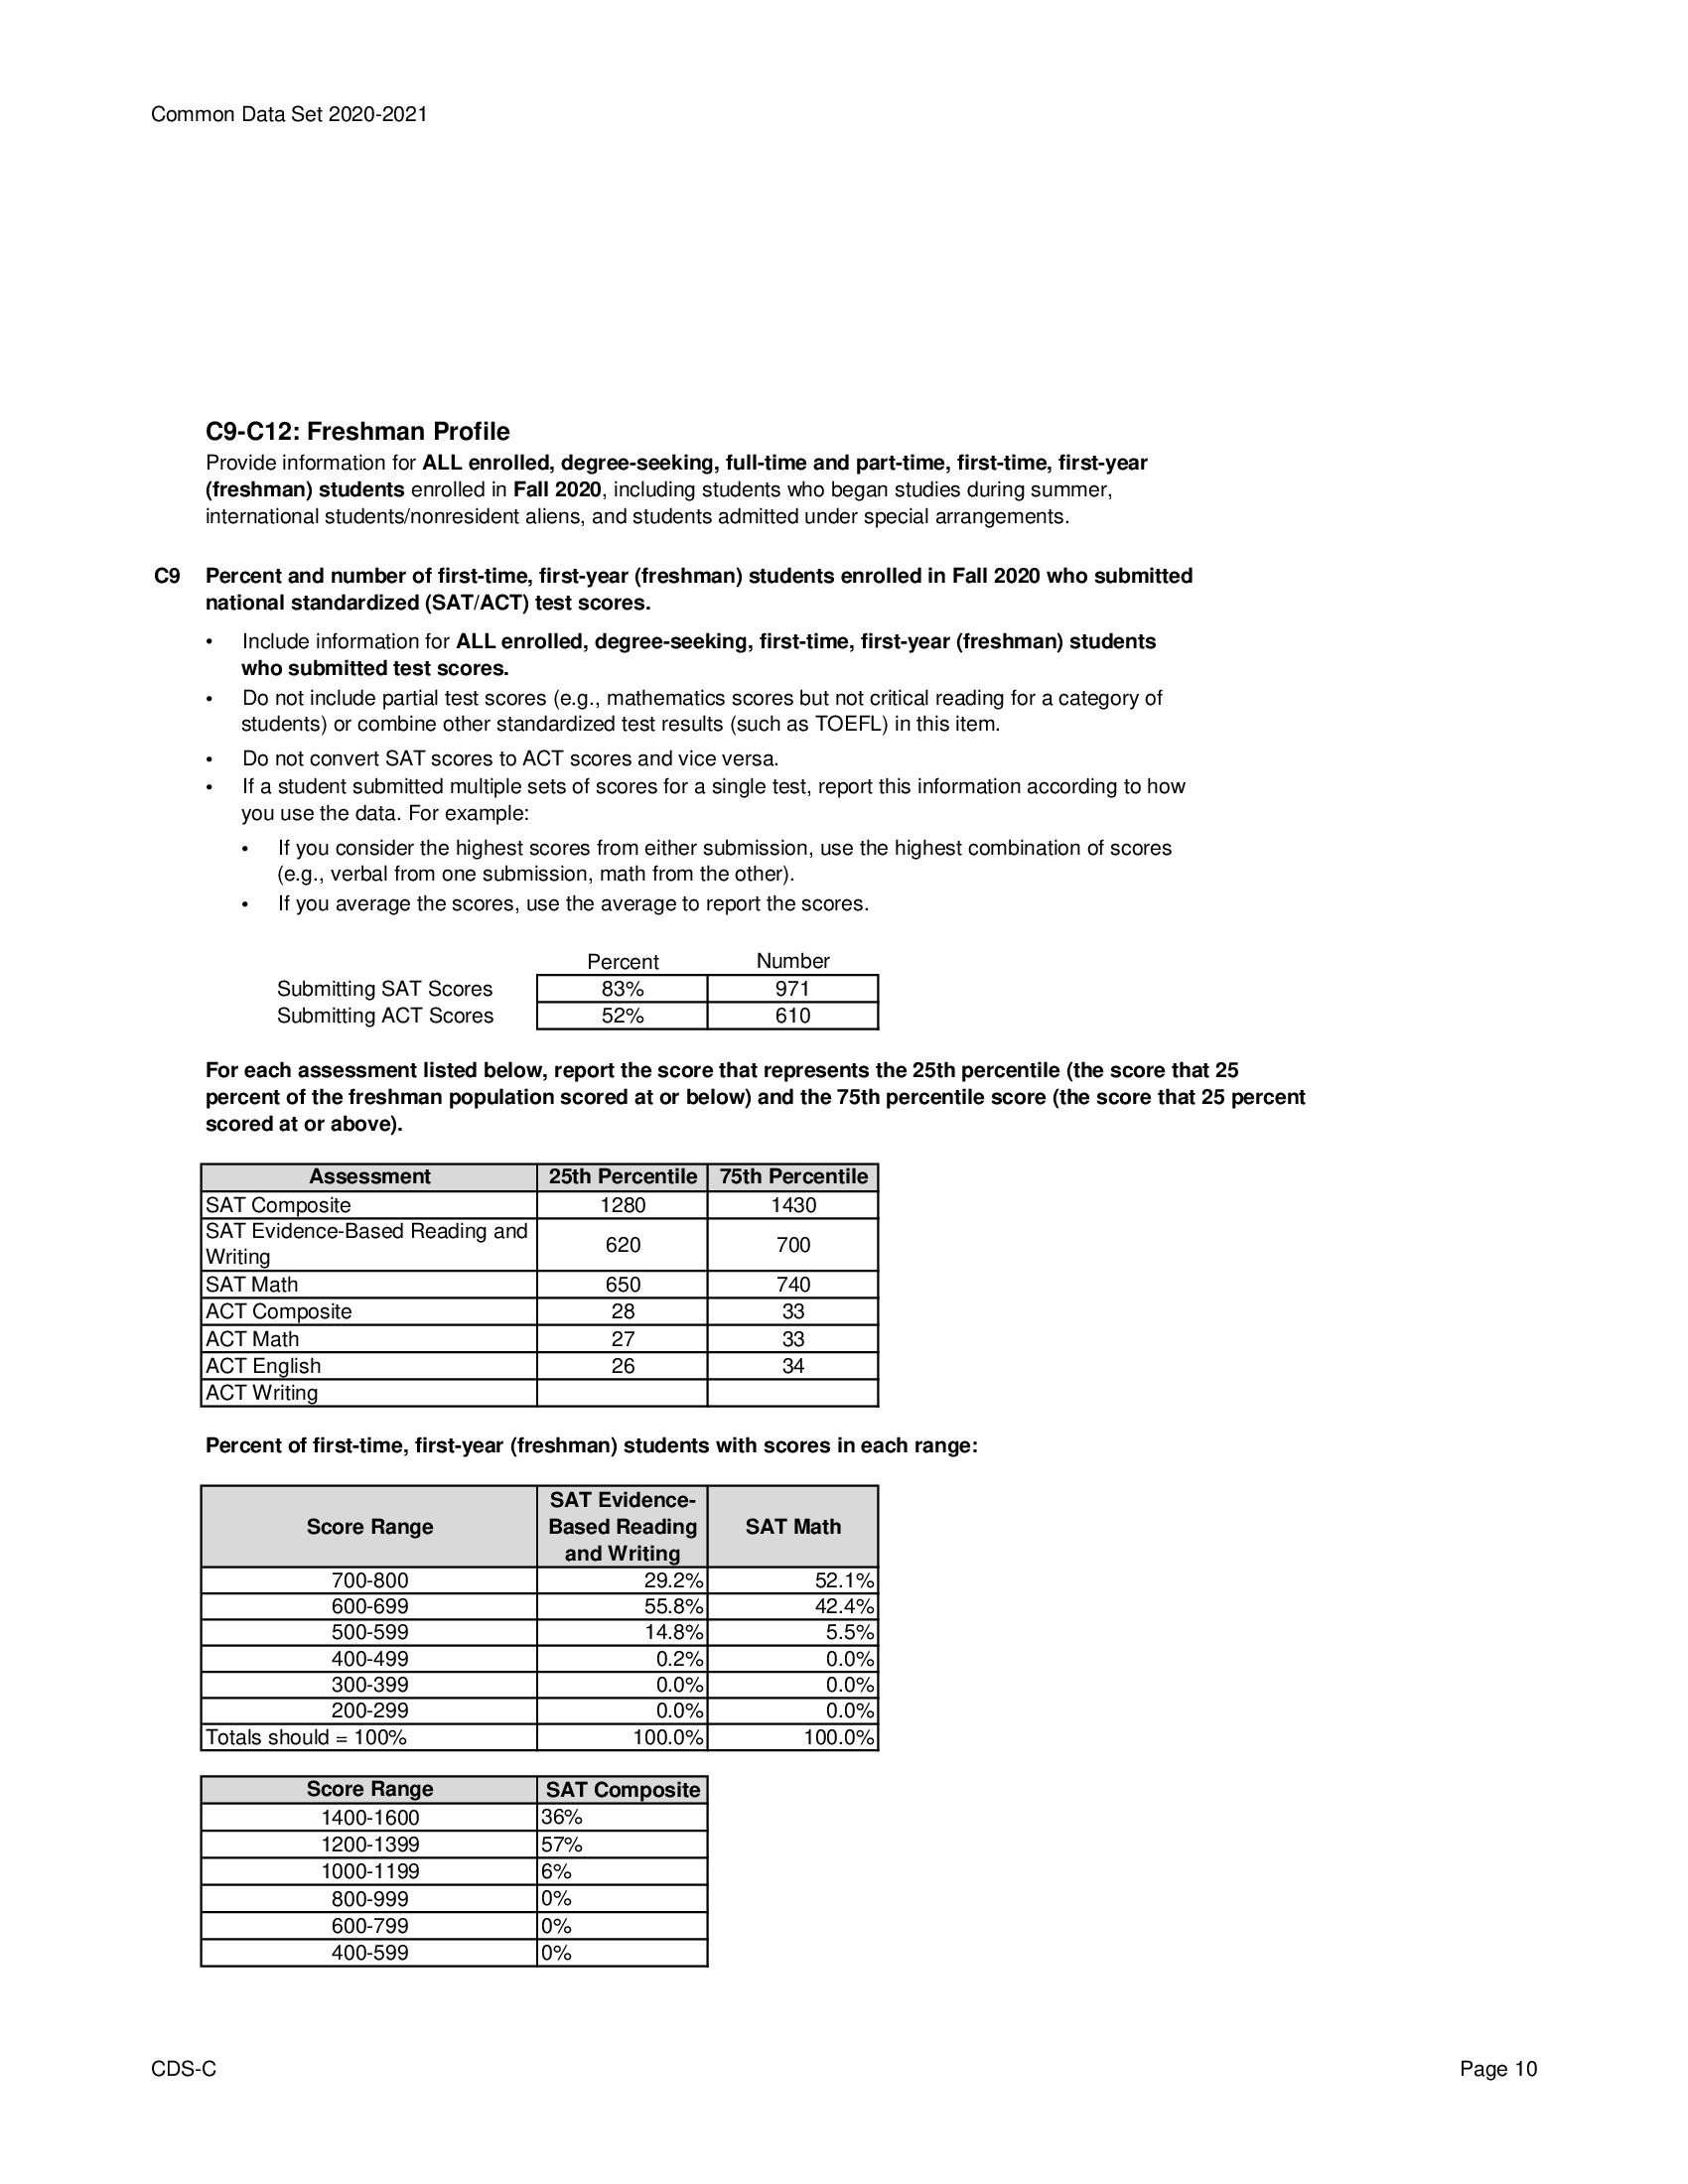 Common Data Set 2020-2021
C9-C12: Freshman Profile
Provide information for ALL enrolled, degree-seeking, full-time and part-time, first-time, first-year
(freshman) students enrolled in Fall 2020, including students who began studies during summer,
international students/nonresident aliens, and students admitted under special arrangements.
C9 Percent and number of first-time, first-year (freshman) students enrolled in Fall 2020 who submitted
national standardized (SAT/ACT) test scores.
• Include information for ALL enrolled, degree-seeking, first-time, first-year (freshman) students
who submitted test scores.
• Do not include partial test scores (e.g., mathematics scores but not critical reading for a category of
students) or combine other standardized test results (such as TOEFL) in this item.
• Do not convert SAT scores to ACT scores and vice versa.
• If a student submitted multiple sets of scores for a single test, report this information according to how
you use the data. For example:
• If you consider the highest scores from either submission, use the highest combination of scores
(e.g., verbal from one submission, math from the other).
• If you average the scores, use the average to report the scores.
Percent Number
Submitting SAT Scores 83% 971
Submitting ACT Scores 52% 610
For each assessment listed below, report the score that represents the 25th percentile (the score that 25
percent of the freshman population scored at or below) and the 75th percentile score (the score that 25 percent
scored at or above).
Assessment 25th Percentile 75th Percentile
SAT Composite 1280 1430
SAT Evidence-Based Reading and
Writing 620 700
SAT Math 650 740
ACT Composite 28 33
ACT Math 27 33
ACT English 26 34
ACT Writing
Percent of first-time, first-year (freshman) students with scores in each range:
Score Range SAT Evidence-
Based Reading
and Writing SAT Math
700-800 29.2% 52.1%
600-699 55.8% 42.4%
500-599 14.8% 5.5%
400-499 0.2% 0.0%
300-399 0.0% 0.0%
200-299 0.0% 0.0%
Totals should = 100% 100.0% 100.0%
Score Range SAT Composite
1400-1600 36%
1200-1399 57%
1000-1199 6%
800-999 0%
600-799 0%
400-599 0%
CDS-C Page 10